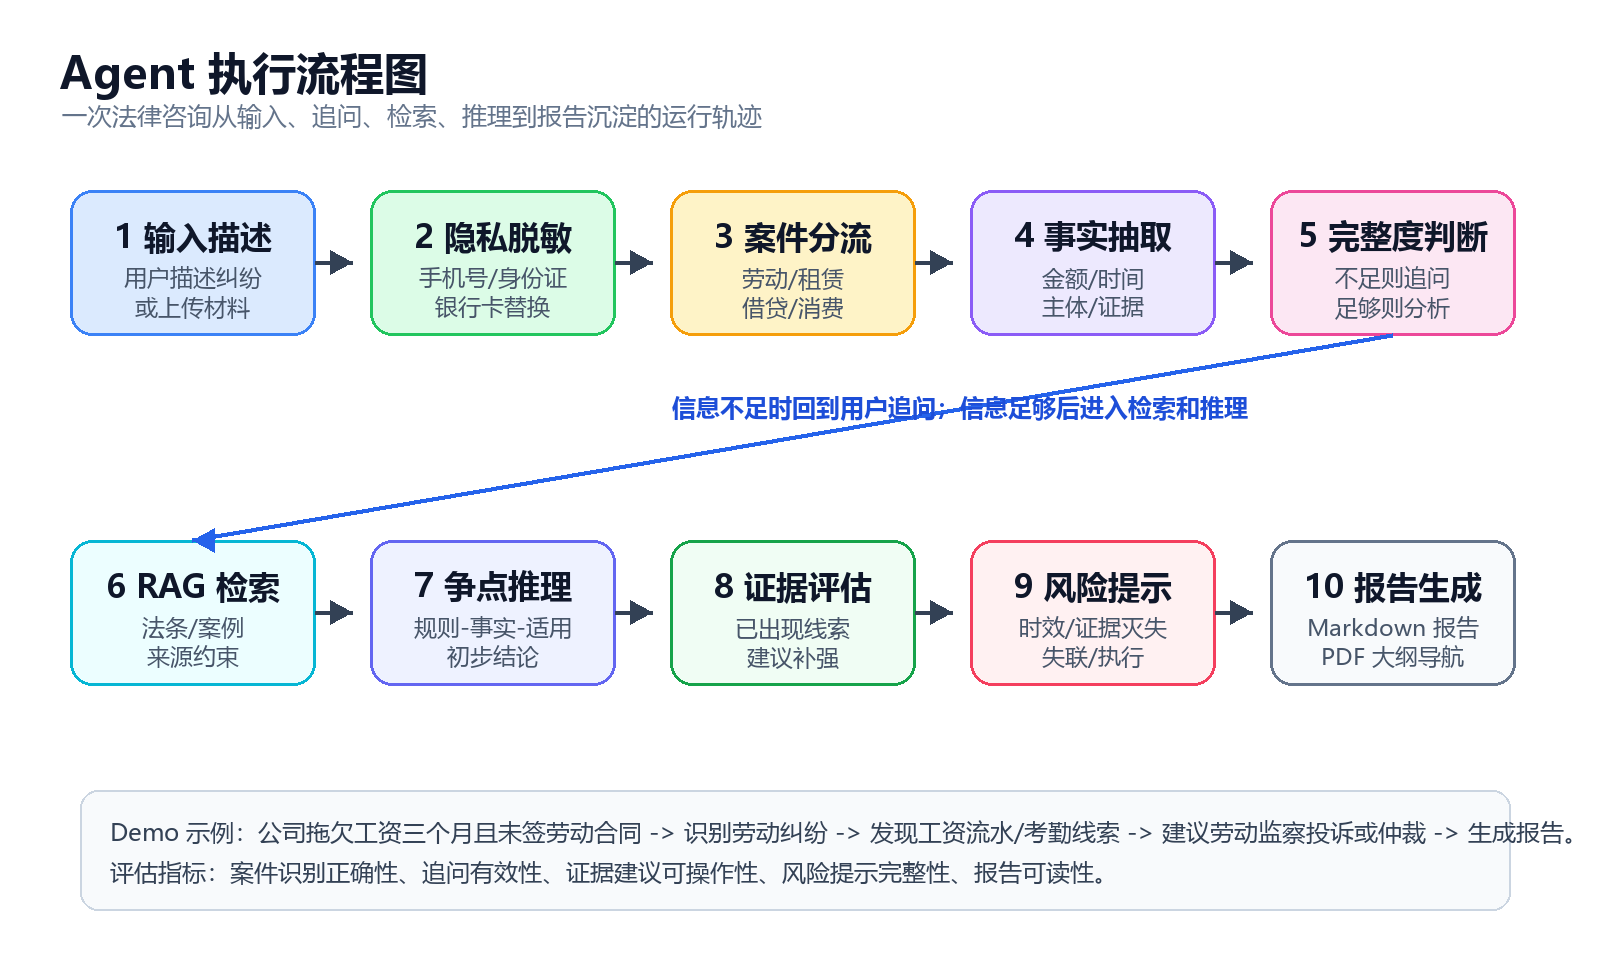 Agent 执行流程图
一次法律咨询从输入、追问、检索、推理到报告沉淀的运行轨迹
1 输入描述
用户描述纠纷
或上传材料
2 隐私脱敏
手机号/身份证
银行卡替换
3 案件分流
劳动/租赁
借贷/消费
4 事实抽取
金额/时间
主体/证据
5 完整度判断
不足则追问
足够则分析
信息不足时回到用户追问；信息足够后进入检索和推理
6 RAG 检索
法条/案例
来源约束
7 争点推理
规则-事实-适用
初步结论
8 证据评估
已出现线索
建议补强
9 风险提示
时效/证据灭失
失联/执行
10 报告生成
Markdown 报告
PDF 大纲导航
Demo 示例：公司拖欠工资三个月且未签劳动合同 -> 识别劳动纠纷 -> 发现工资流水/考勤线索 -> 建议劳动监察投诉或仲裁 -> 生成报告。
评估指标：案件识别正确性、追问有效性、证据建议可操作性、风险提示完整性、报告可读性。